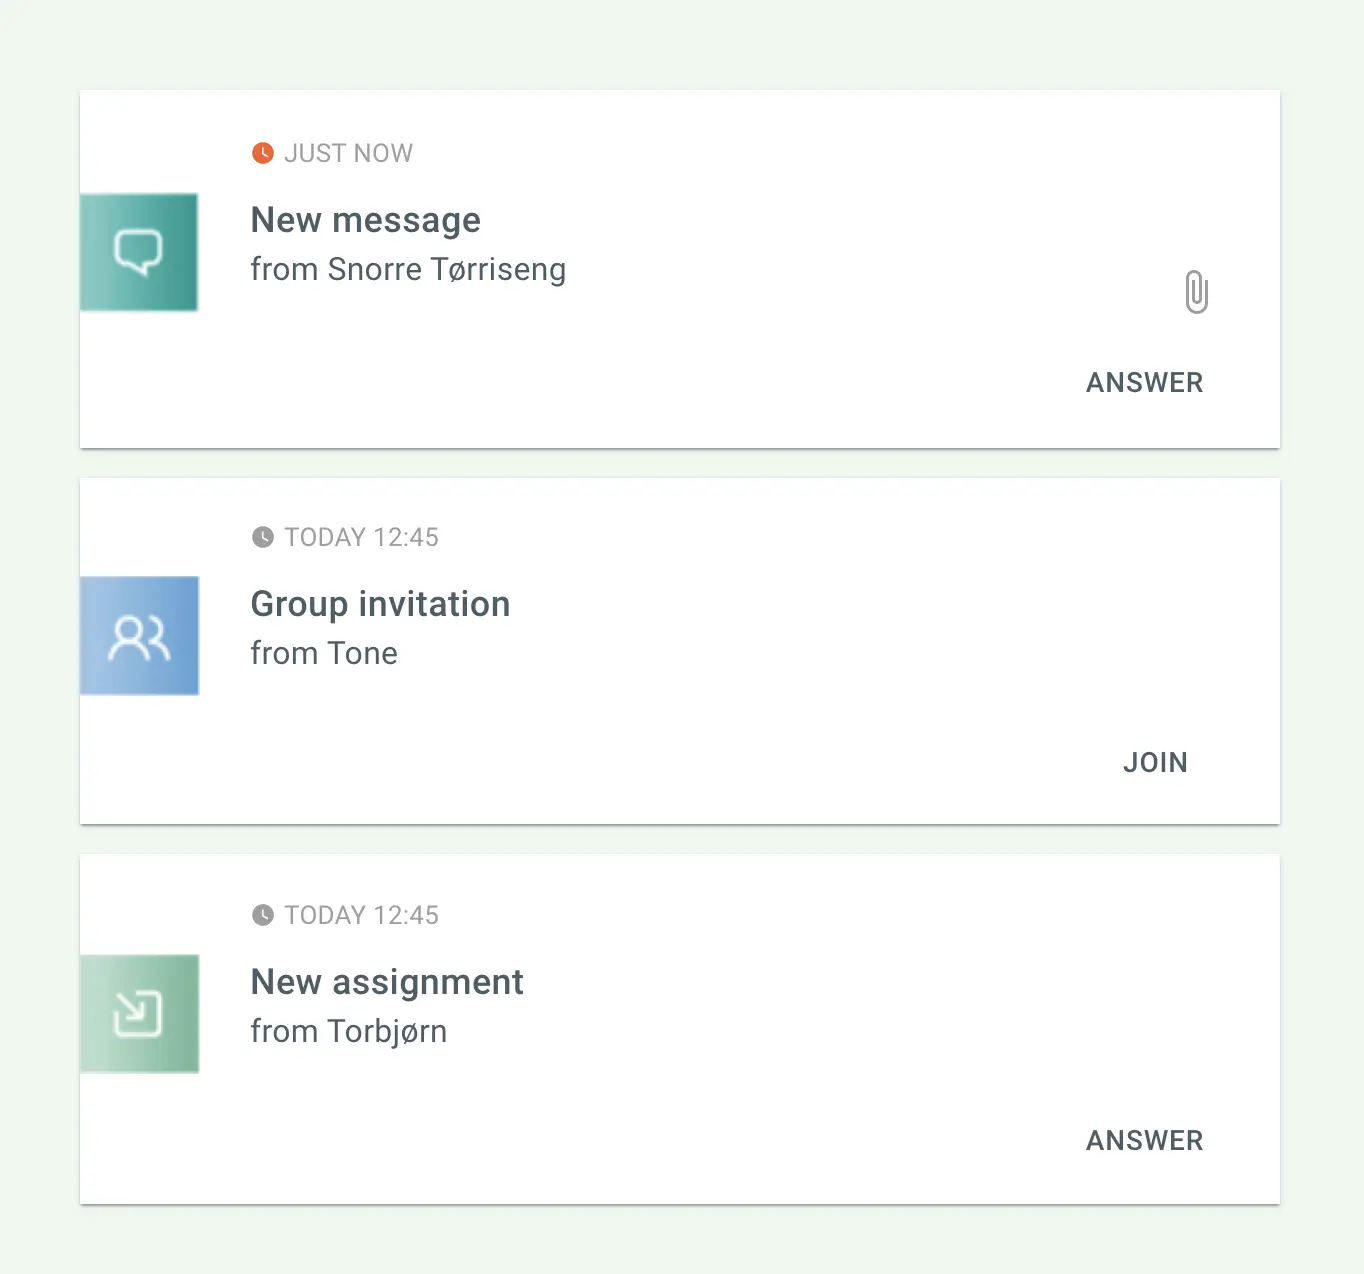 JUST NOW
New message
from Snorre Tørriseng
ANSWER
TODAY 12:45
Group invitation
from Tone
JOIN
TODAY 12:45
New assignment
from Torbjørn
ANSWER